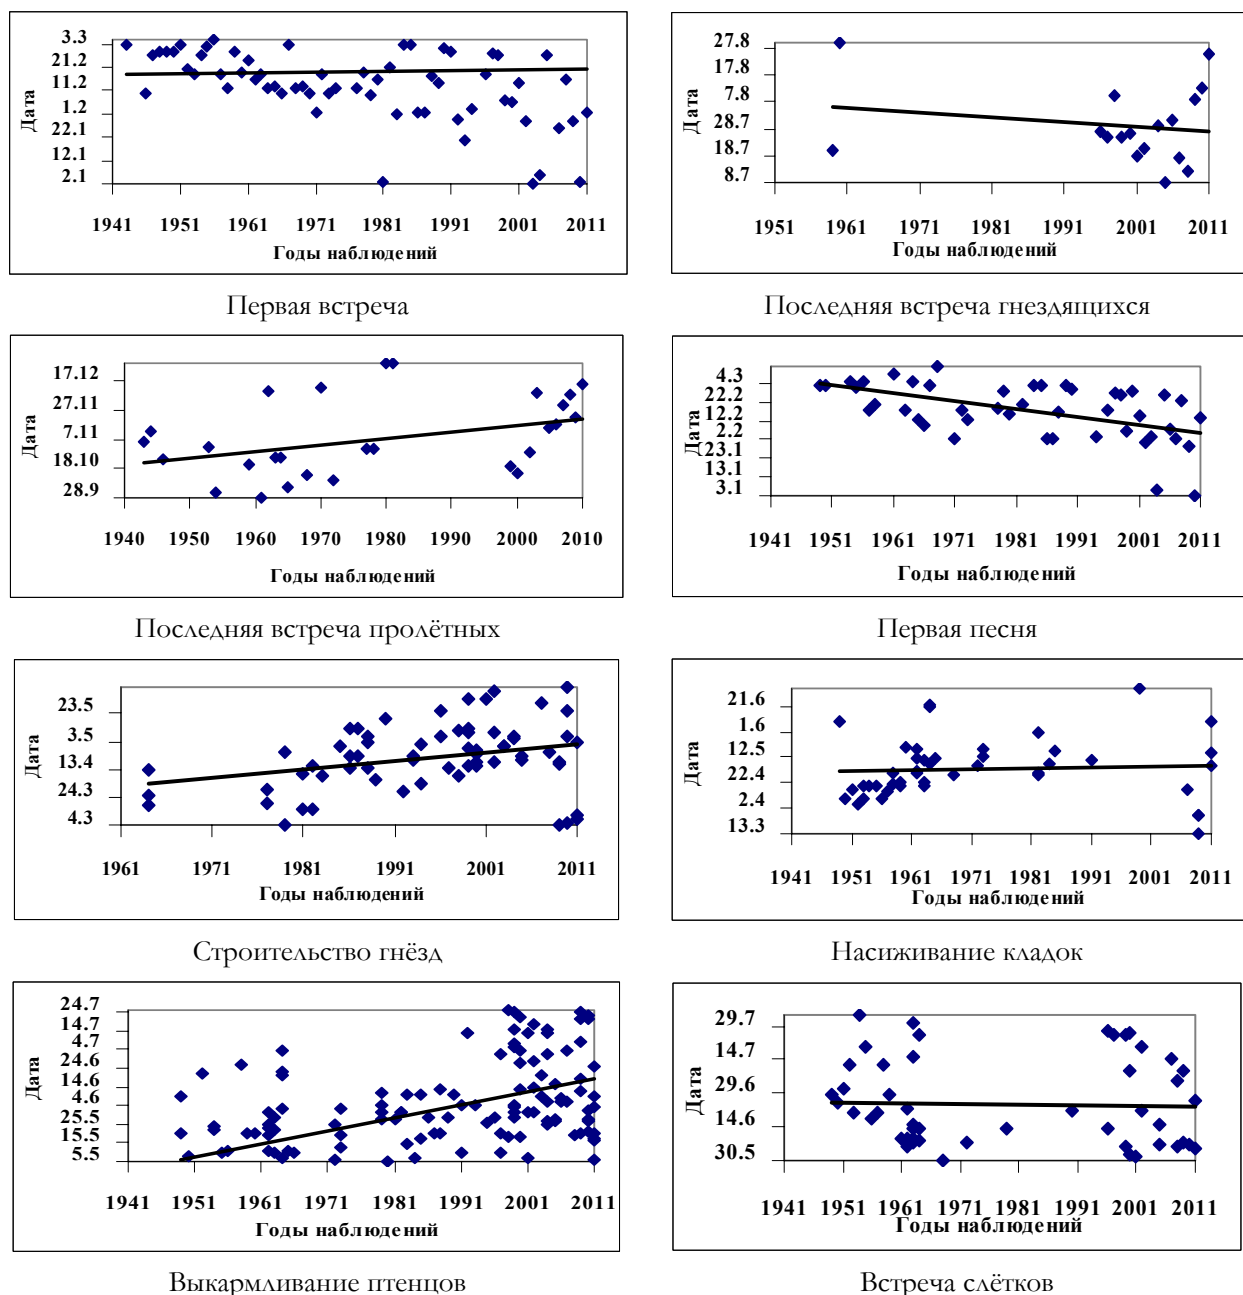 3.3
21.2
11.2
1.2
22.1
12.1
2.1
Дата
1941 1951 1961 1971 1981 1991 2001 2011
Годы наблюдений
Первая встреча
27.8
17.8
7.8
28.7
18.7
8.7
Дата
1951 1961 1971 1981 1991 2001 2011
Годы наблюдений
Последняя встреча гнездящихся
17.12
27.11
7.11
18.10
28.9
Дата
1940 1950 1960 1970 1980 1990 2000 2010
Годы наблюдений
Последняя встреча пролётных
4.3
22.2
12.2
2.2
23.1
13.1
3.1
Дата
1941 1951 1961 1971 1981 1991 2001 2011
Годы наблюдений
Первая песня
23.5
3.5
13.4
24.3
4.3
Дата
1961 1971 1981 1991 2001 2011
Годы наблюдений
Строительство гнёзд
21.6
1.6
12.5
22.4
2.4
13.3
Дата
1941 1951 1961 1971 1981 1991 2001 2011
Годы наблюдений
Насиживание кладок
24.7
14.7
4.7
24.6
14.6
4.6
25.5
15.5
5.5
Дата
1941 1951 1961 1971 1981 1991 2001 2011
Годы наблюдений
Выкармливание птенцов
29.7
14.7
29.6
14.6
30.5
Дата
1941 1951 1961 1971 1981 1991 2001 2011
Годы наблюдений
Встреча слётков